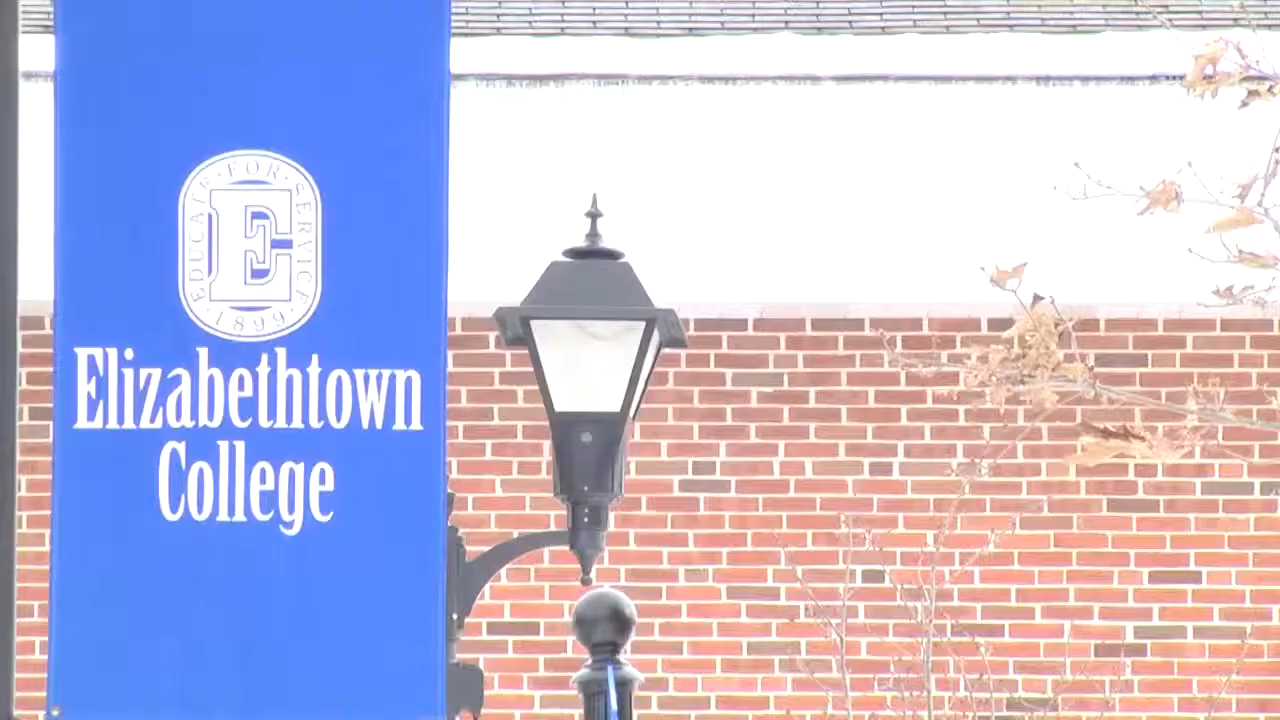 EDUCATE·FOR·SERVICE
E
·1899·
Elizabethtown
College